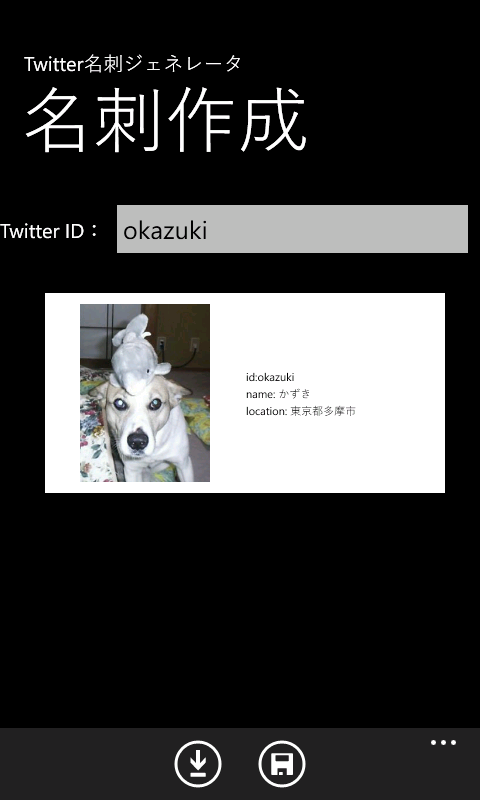 Twitter名刺ジェネレータ
名刺作成
Twitter ID：
okazuki
id:okazuki
name: かずき
location: 東京都多摩市